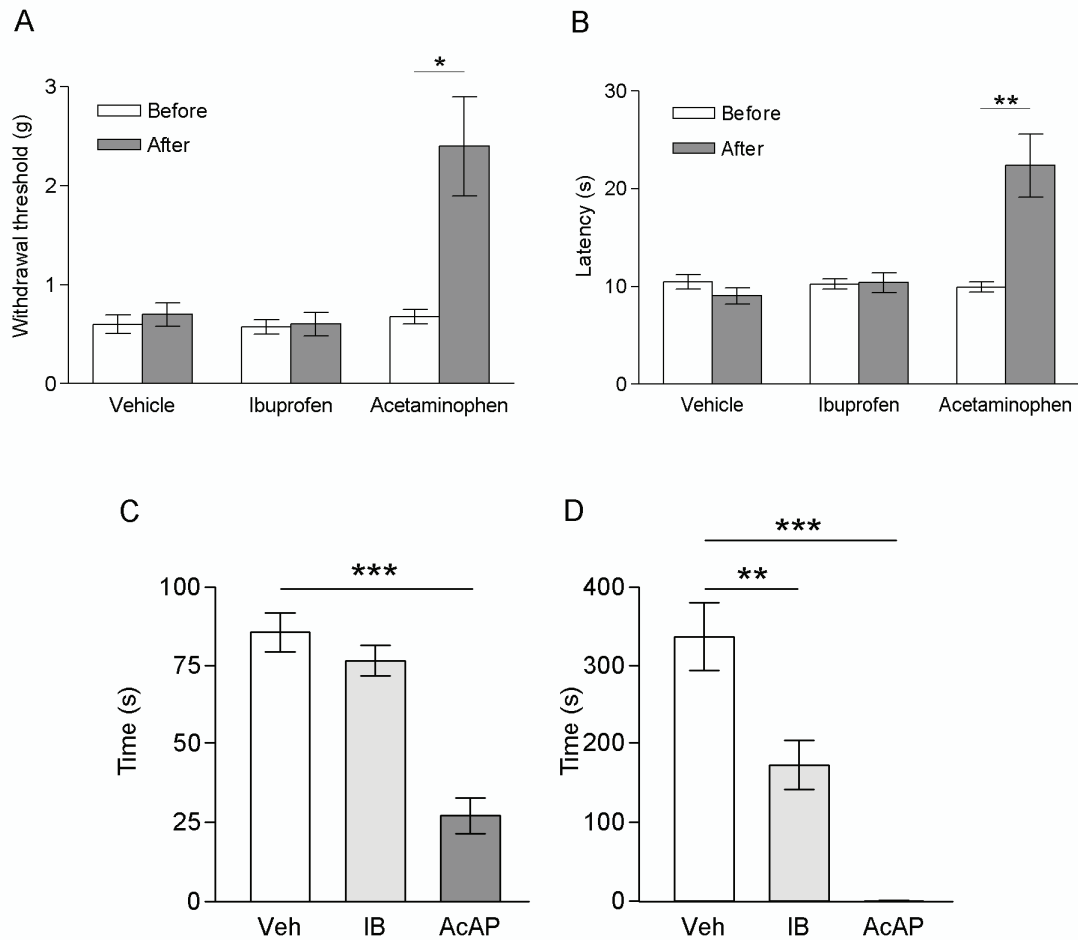 A
*
3
Before
After
2
1
0
Withdrawal threshold (g)
Vehicle Ibuprofen Acetaminophen
B
**
30
Before
After
20
10
0
Latency (s)
Vehicle Ibuprofen Acetaminophen
C
***
100
75
50
25
0
Time (s)
Veh IB AcAP
D
***
**
400
300
200
100
0
Time (s)
Veh IB AcAP